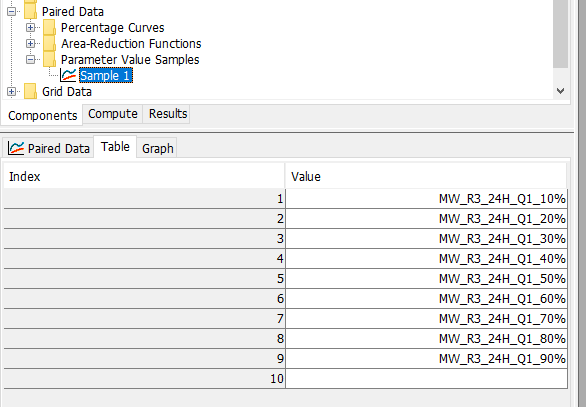 Paired Data
Percentage Curves
Area-Reduction Functions
Parameter Value Samples
Sample 1
Grid Data
Components Compute Results
Paired Data Table Graph
Index Value
1 MW_R3_24H_Q1_10%
2 MW_R3_24H_Q1_20%
3 MW_R3_24H_Q1_30%
4 MW_R3_24H_Q1_40%
5 MW_R3_24H_Q1_50%
6 MW_R3_24H_Q1_60%
7 MW_R3_24H_Q1_70%
8 MW_R3_24H_Q1_80%
9 MW_R3_24H_Q1_90%
10